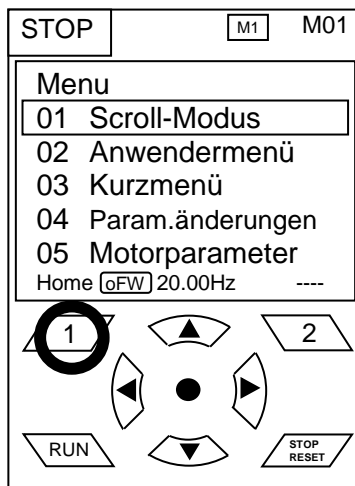 STOP M1 M01
Menu
01 Scroll-Modus
02 Anwendermenü
03 Kurzmenü
04 Param.änderungen
05 Motorparameter
Home oFW 20.00Hz ----
1 2
RUN STOP RESET